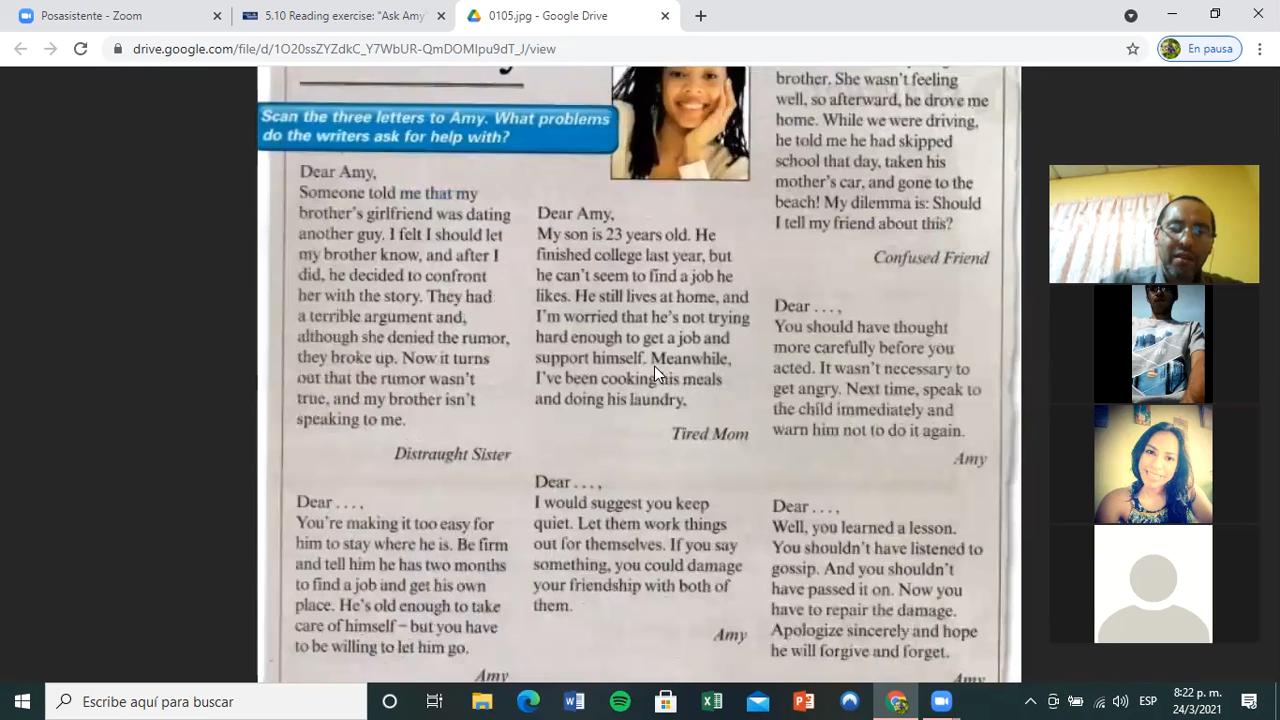 Posasistente - Zoom
5.10 Reading exercise: "Ask Amy"
0105.jpg - Google Drive
drive.google.com/file/d/1O20ssZYZdkC_Y7WbUR-QmDOMIpu9dT_J/view
En pausa
Scan the three letters to Amy. What problems
do the writers ask for help with?
Dear Amy,
Someone told me that my
brother's girlfriend was dating
another guy. I felt I should let
my brother know, and after I
did, he decided to confront
her with the story. They had
a terrible argument and,
although she denied the rumor,
they broke up. Now it turns
out that the rumor wasn't
true, and my brother isn't
speaking to me.
Distraught Sister
Dear . . . ,
You're making it too easy for
him to stay where he is. Be firm
and tell him he has two months
to find a job and get his own
place. He's old enough to take
care of himself – but you have
to be willing to let him go.
Amy
Dear Amy,
My son is 23 years old. He
finished college last year, but
he can't seem to find a job he
likes. He still lives at home, and
I'm worried that he's not trying
hard enough to get a job and
support himself. Meanwhile,
I've been cooking his meals
and doing his laundry.
Tired Mom
Dear . . . ,
I would suggest you keep
quiet. Let them work things
out for themselves. If you say
something, you could damage
your friendship with both of
them.
Amy
brother. She wasn't feeling
well, so afterward, he drove me
home. While we were driving,
he told me he had skipped
school that day, taken his
mother's car, and gone to the
beach! My dilemma is: Should
I tell my friend about this?
Confused Friend
Dear . . . ,
You should have thought
more carefully before you
acted. It wasn't necessary to
get angry. Next time, speak to
the child immediately and
warn him not to do it again.
Amy
Dear . . . ,
Well, you learned a lesson.
You shouldn't have listened to
gossip. And you shouldn't
have passed it on. Now you
have to repair the damage.
Apologize sincerely and hope
he will forgive and forget.
Amy
Escribe aquí para buscar
ESP
8:22 p. m.
24/3/2021